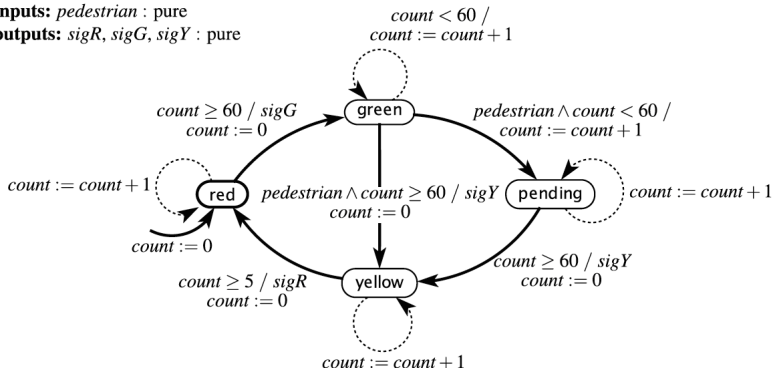 nputs: pedestrian : pure
outputs: sigR, sigG, sigY : pure
count < 60 /
count := count + 1
green
count ≥ 60 / sigG
count := 0
pedestrian ∧ count < 60 /
count := count + 1
count := count + 1
red
pedestrian ∧ count ≥ 60 / sigY
count := 0
pending
count := count + 1
count := 0
count ≥ 5 / sigR
count := 0
yellow
count ≥ 60 / sigY
count := 0
count := count + 1